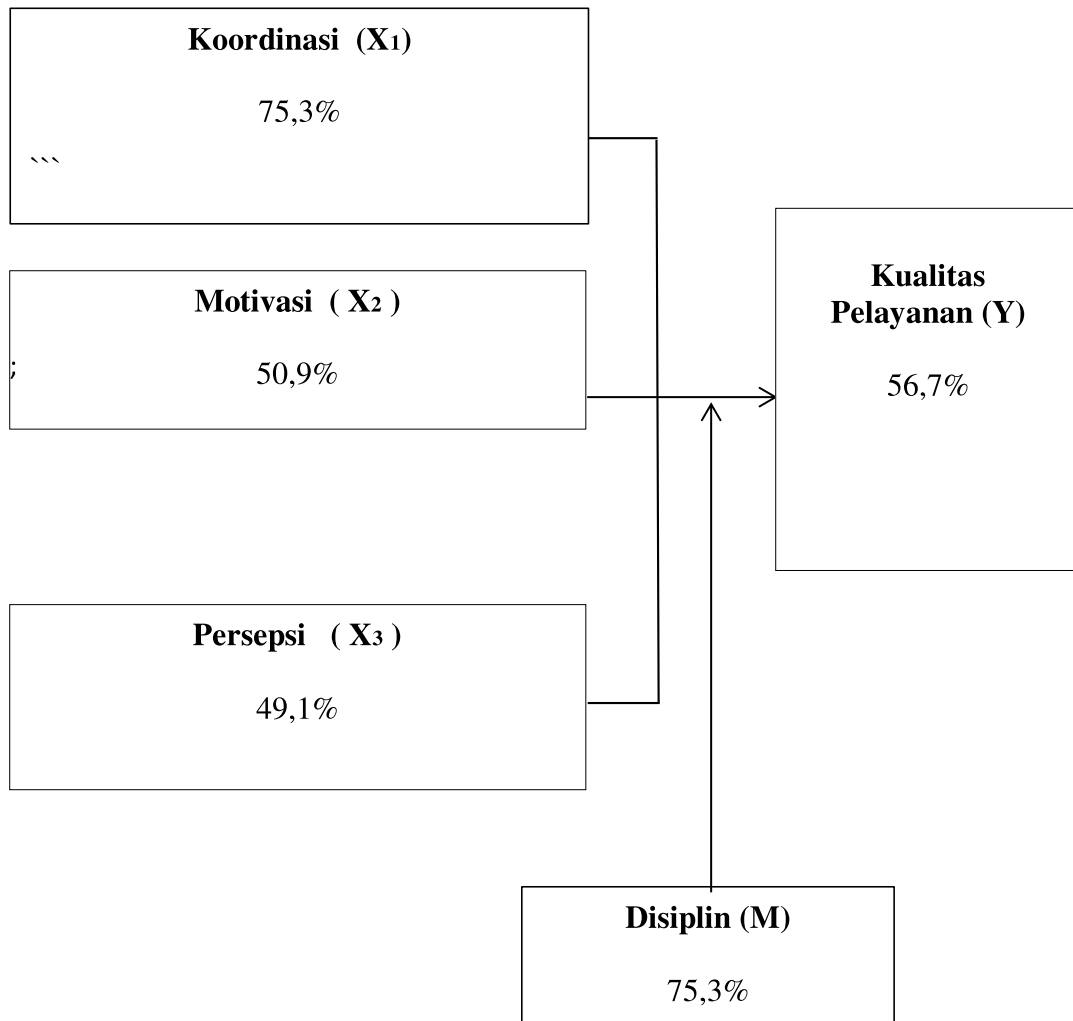 Koordinasi (X1)
75,3%
```
Motivasi ( X2 )
; 50,9%
Persepsi ( X3 )
49,1%
Kualitas
Pelayanan (Y)
56,7%
Disiplin (M)
75,3%